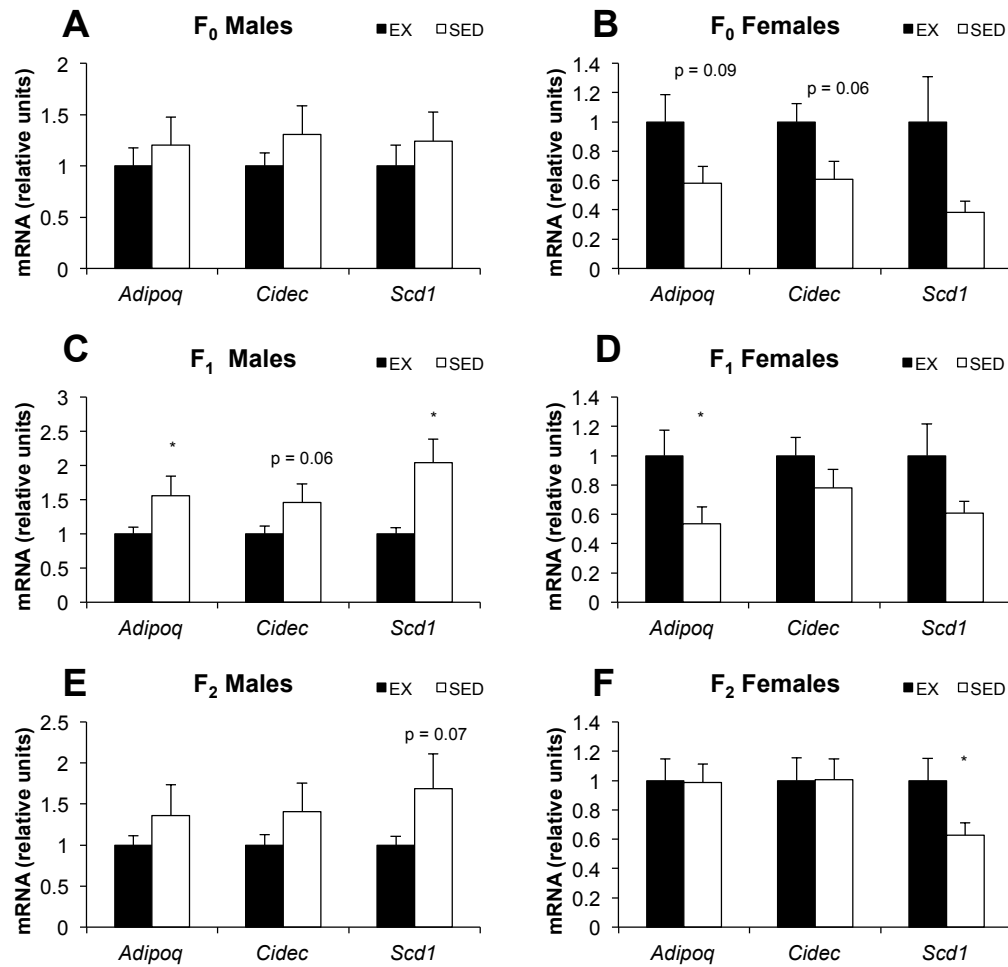 A
F0 Males
EX SED
mRNA (relative units)
2
1.5
1
0.5
0
Adipoq Cidec Scd1
B
F0 Females
EX SED
mRNA (relative units)
1.4
1.2
1
0.8
0.6
0.4
0.2
0
p = 0.09
p = 0.06
Adipoq Cidec Scd1
C
F1 Males
EX SED
mRNA (relative units)
3
2.5
2
1.5
1
0.5
0
*
p = 0.06
*
Adipoq Cidec Scd1
D
F1 Females
EX SED
mRNA (relative units)
1.4
1.2
1
0.8
0.6
0.4
0.2
0
*
Adipoq Cidec Scd1
E
F2 Males
EX SED
mRNA (relative units)
2.5
2
1.5
1
0.5
0
p = 0.07
Adipoq Cidec Scd1
F
F2 Females
EX SED
mRNA (relative units)
1.4
1.2
1
0.8
0.6
0.4
0.2
0
*
Adipoq Cidec Scd1